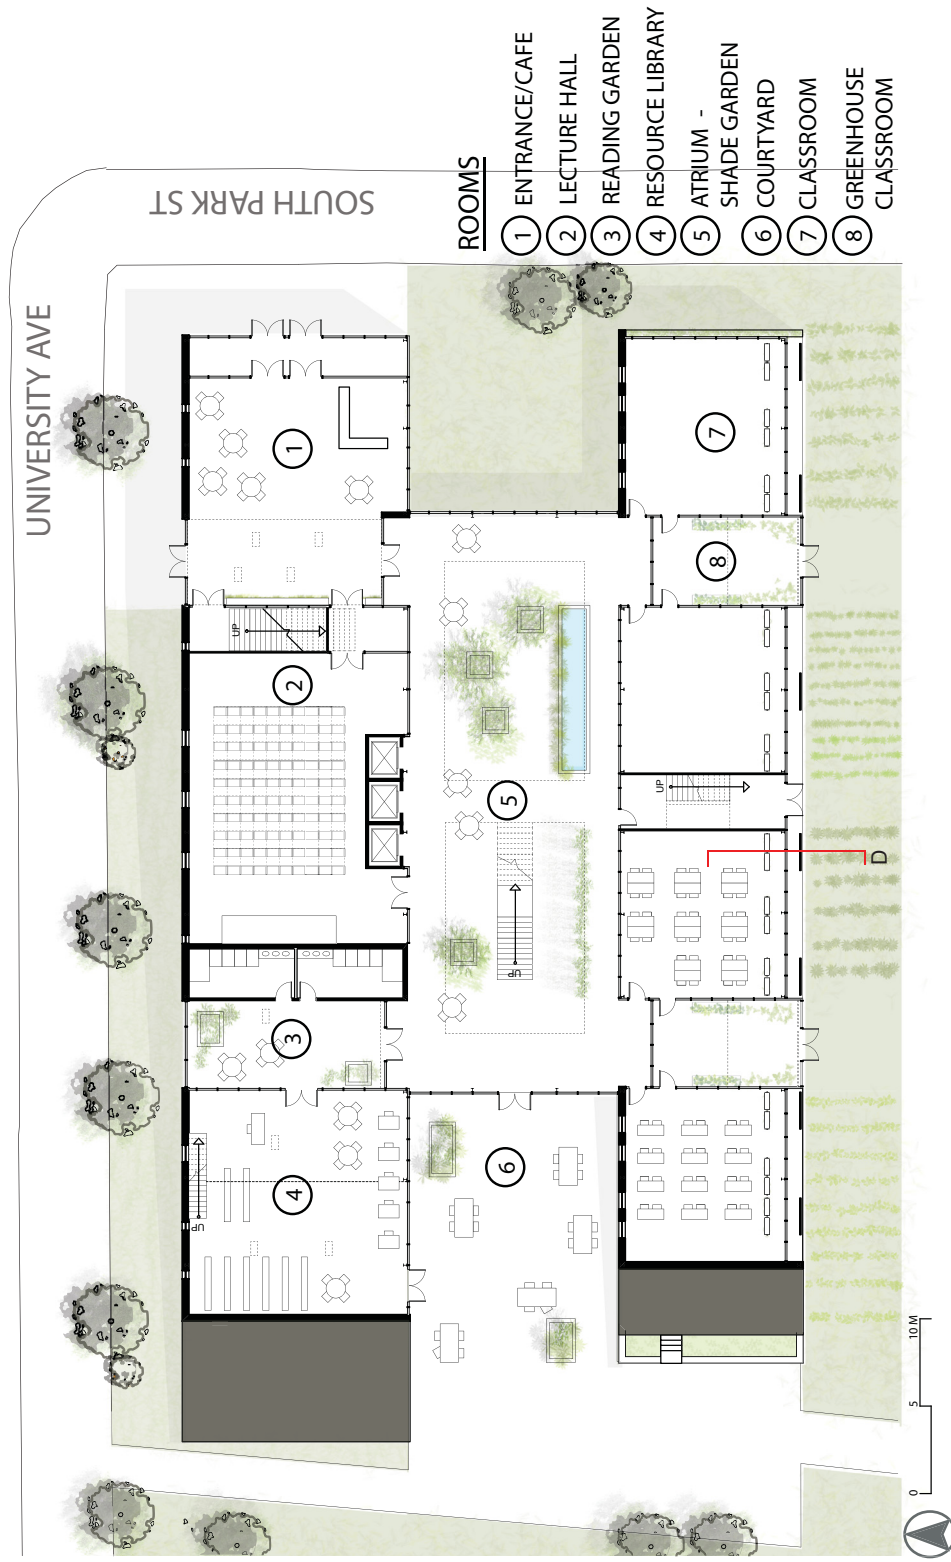 UNIVERSITY AVE
SOUTH PARK ST
ROOMS
1 ENTRANCE/CAFE
2 LECTURE HALL
3 READING GARDEN
4 RESOURCE LIBRARY
5 ATRIUM -
SHADE GARDEN
6 COURTYARD
7 CLASSROOM
8 GREENHOUSE
CLASSROOM
1
2
3
4
5
6
7
8
UP
UP
UP
UP
D
0
5
10 M